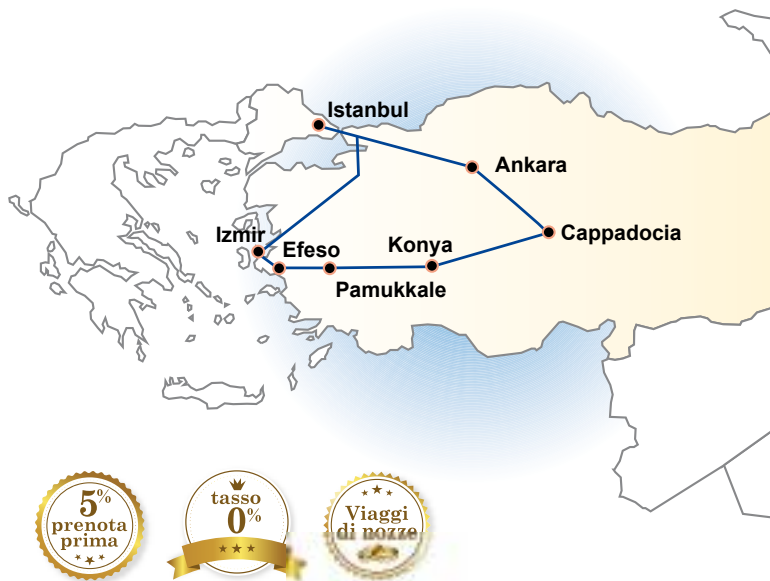 Istanbul
Ankara
Izmir
Efeso
Konya
Cappadocia
Pamukkale
5%
prenota
prima
tasso
0%
Viaggi
di nozze